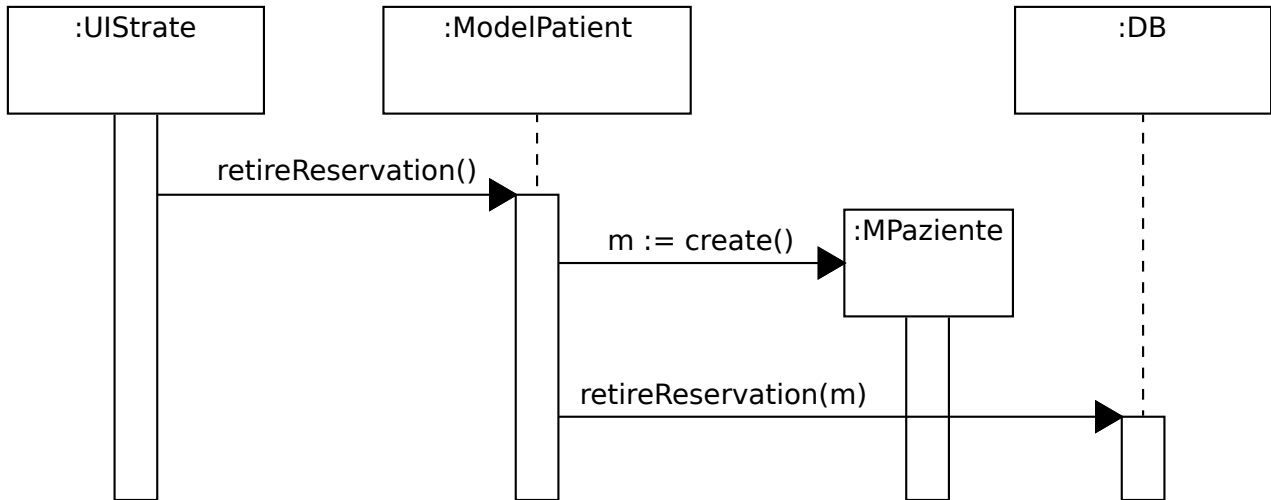 :UIStrate
:ModelPatient
:DB
retireReservation()
:MPaziente
m := create()
retireReservation(m)